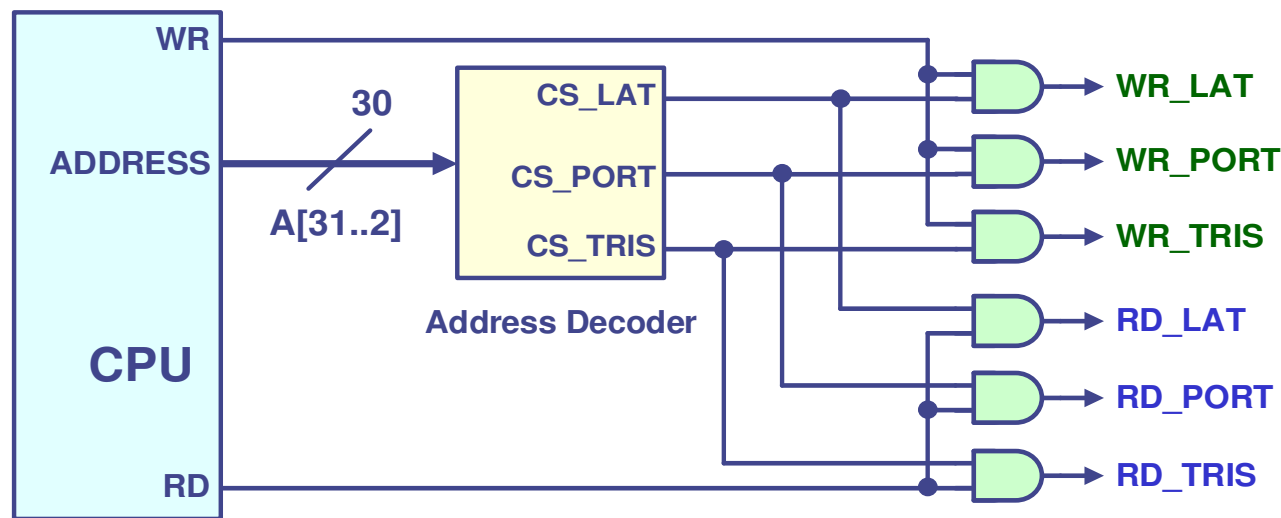 WR
30
CS_LAT
WR_LAT
ADDRESS
CS_PORT
WR_PORT
A[31..2]
CS_TRIS
WR_TRIS
Address Decoder
RD_LAT
CPU
RD_PORT
RD
RD_TRIS